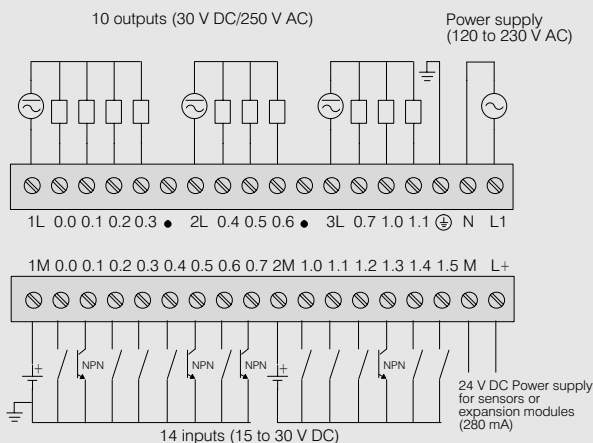 10 outputs (30 V DC/250 V AC)
Power supply
(120 to 230 V AC)
1L 0.0 0.1 0.2 0.3 • 2L 0.4 0.5 0.6 • 3L 0.7 1.0 1.1 N L1
1M 0.0 0.1 0.2 0.3 0.4 0.5 0.6 0.7 2M 1.0 1.1 1.2 1.3 1.4 1.5 M L+
+ NPN NPN NPN + NPN
24 V DC Power supply
for sensors or
expansion modules
(280 mA)
14 inputs (15 to 30 V DC)